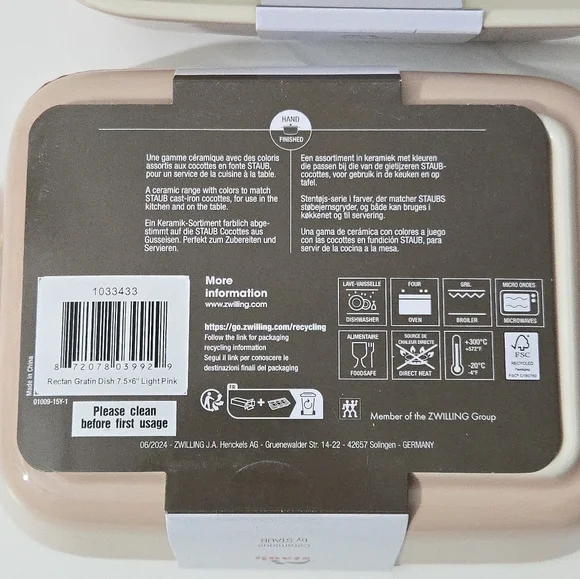 HAND
FINISHED
Une gamme céramique avec des coloris
assortis aux cocottes en fonte STAUB,
pour un service de la cuisine à la table.
A ceramic range with colors to match
STAUB cast-iron cocottes, for use in the
kitchen and on the table.
Ein Keramik-Sortiment farblich abge-
stimmt auf die STAUB Cocottes aus
Gusseisen. Perfekt zum Zubereiten und
Servieren.
Een assortiment in keramiek met kleuren
die passen bij die van de gietijzeren STAUB-
cocottes, voor gebruik in de keuken en op
tafel.
Stentøjs-serie i farver, der matcher STAUBS
støbejernsgryder, og både kan bruges i
køkkenet og til servering.
Una gama de cerámica con colores a juego
con las cocottes en fundición STAUB, para
servir de la cocina a la mesa.
1033433
8 72078 03992 9
Rectan Gratin Dish 7.5x6" Light Pink
Made in China
01009-15Y-1
Please clean
before first usage
More
information
www.zwilling.com
https://go.zwilling.com/recycling
Follow the link for packaging
recycling information
Segui il link per conoscere le
destinazioni finali del packaging
FR
LAVE-VAISSELLE
DISHWASHER
FOUR
OVEN
GRIL
BROILER
MICRO ONDES
MICROWAVES
ALIMENTAIRE
FOODSAFE
SOURCE DE
CHALEUR DIRECTE
DIRECT HEAT
+300°C
+572°F
-20°C
-4°F
FSC
RECYCLED
Packaging
Member of the ZWILLING Group
06/2024 - ZWILLING J.A. Henckels AG - Gruenewalder Str. 14-22 - 42657 Solingen - GERMANY
staub
by STAUB
Céramique